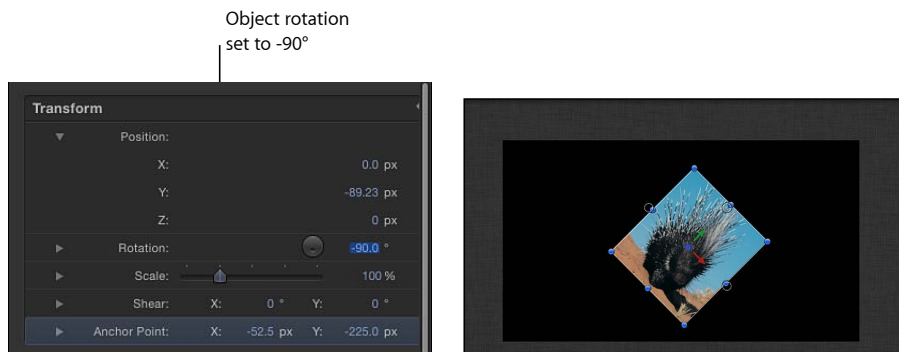 Object rotation
set to -90°
Transform
Position:
X: 0.0 px
Y: -89.23 px
Z: 0 px
Rotation: -90.0 °
Scale: 100 %
Shear: X: 0 ° Y: 0 °
Anchor Point: X: -52.5 px Y: -225.0 px